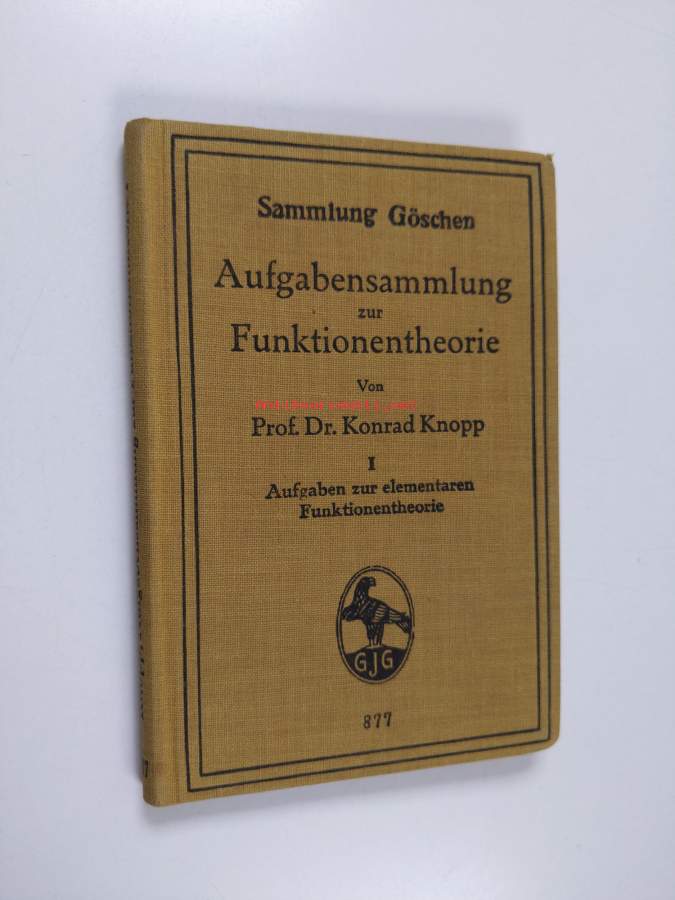 Sammlung Göschen
Aufgabensammlung
zur
Funktionentheorie
Von
Prof. Dr. Konrad Knopp
I
Aufgaben zur elementaren
Funktionentheorie
GJG
877